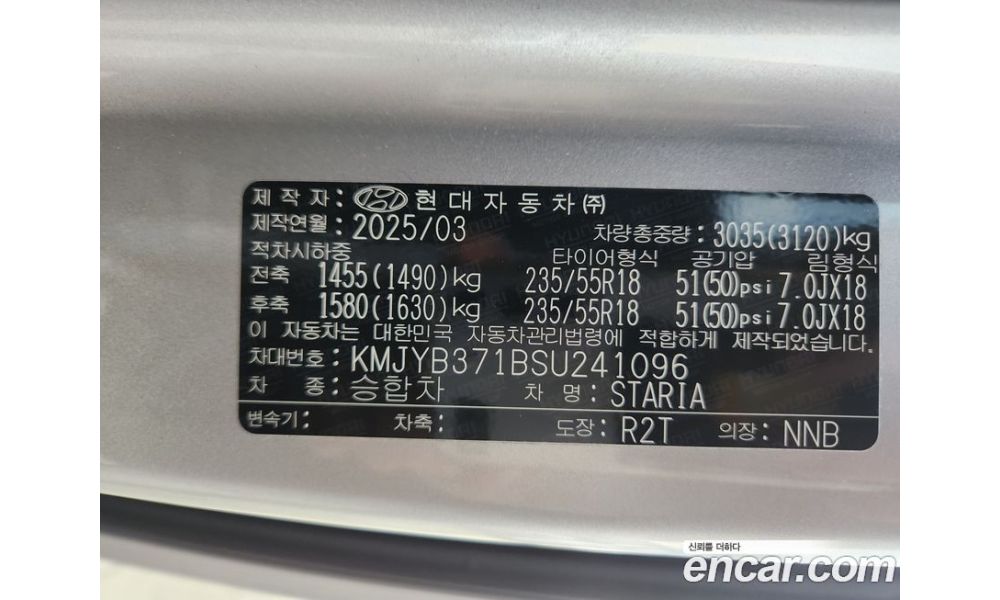 제 작 자 : 현대자동차㈜
제작연월 : 2025/03 차량총중량 : 3035(3120)kg
적차시하중 타이어형식 공기압 림형식
전축 1455(1490)kg 235/55R18 51(50)psi 7.0JX18
후축 1580(1630)kg 235/55R18 51(50)psi 7.0JX18
이 자동차는 대한민국 자동차관리법령에 적합하게 제작되었습니다.
차대번호 : KMJYB371BSU241096
차 종 : 승합차 차 명 : STARIA
변속기 : 차축 : 도장 : R2T 의장 : NNB
신뢰를 더하다
encar.com